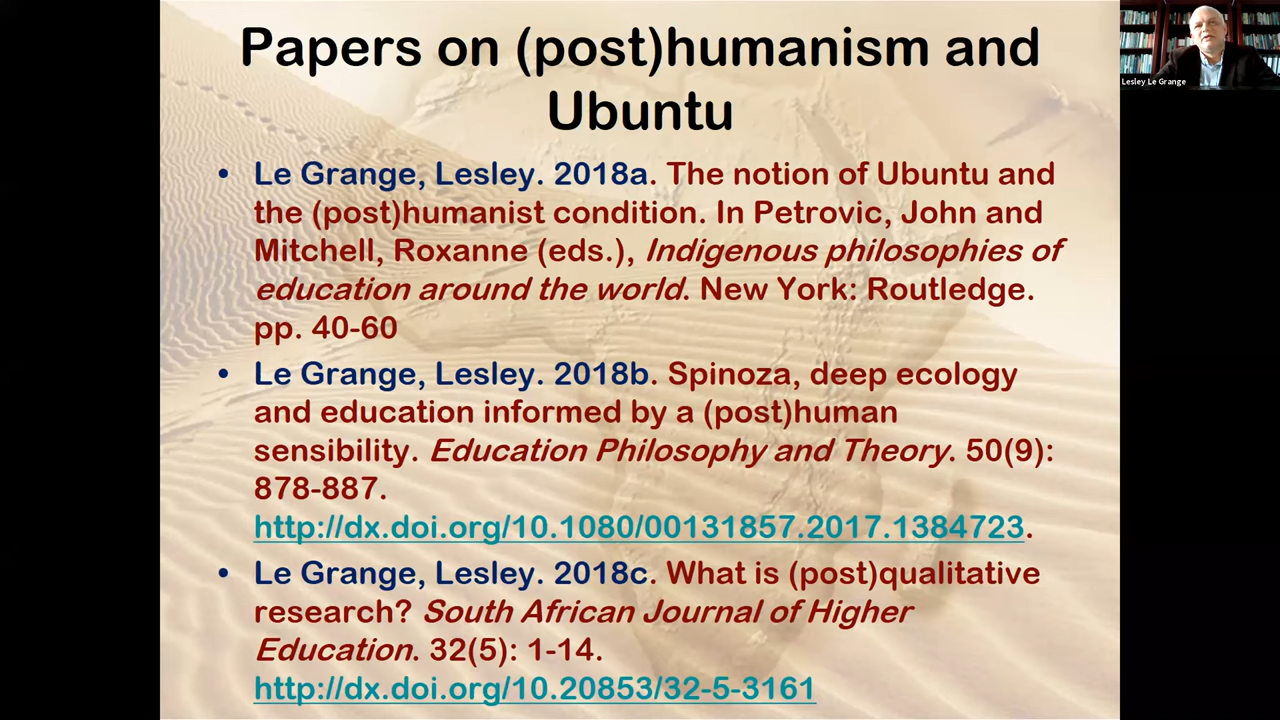 Papers on (post)humanism and
Ubuntu
• Le Grange, Lesley. 2018a. The notion of Ubuntu and
the (post)humanist condition. In Petrovic, John and
Mitchell, Roxanne (eds.), Indigenous philosophies of
education around the world. New York: Routledge.
pp. 40-60
• Le Grange, Lesley. 2018b. Spinoza, deep ecology
and education informed by a (post)human
sensibility. Education Philosophy and Theory. 50(9):
878-887.
http://dx.doi.org/10.1080/00131857.2017.1384723.
• Le Grange, Lesley. 2018c. What is (post)qualitative
research? South African Journal of Higher
Education. 32(5): 1-14.
http://dx.doi.org/10.20853/32-5-3161
Lesley Le Grange